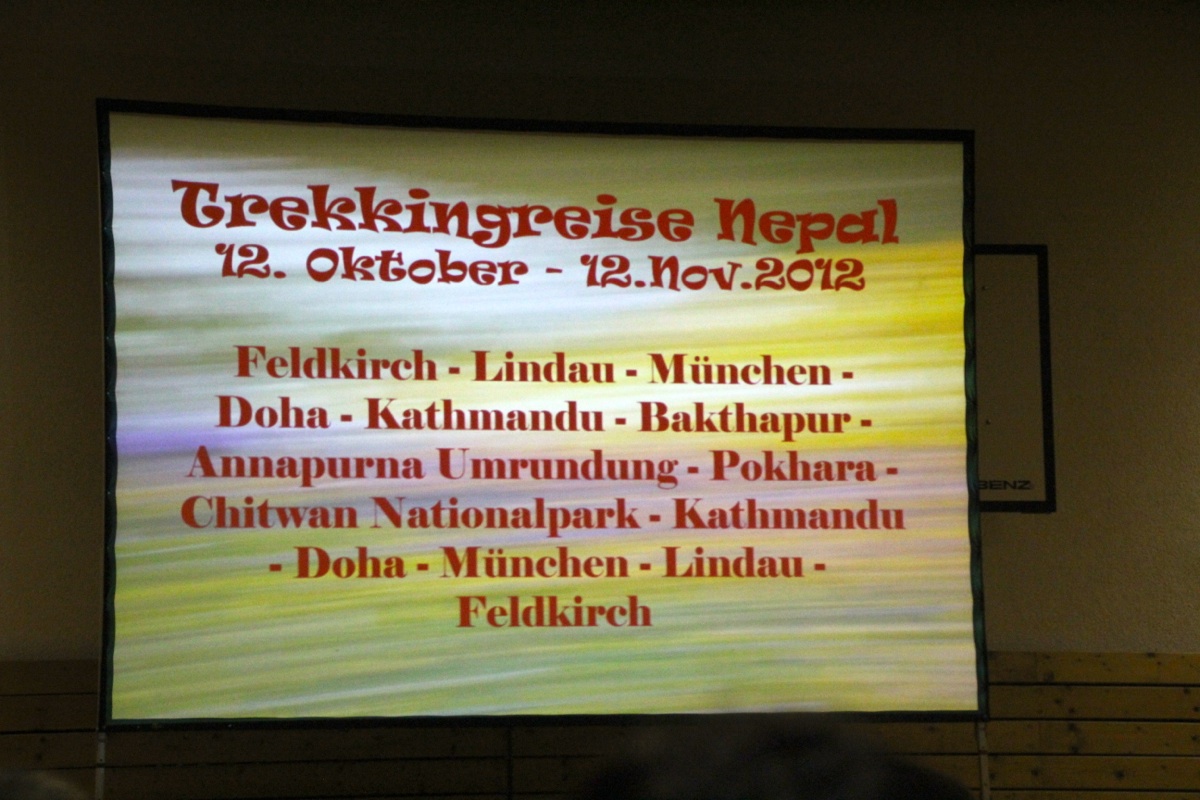 Trekkingreise Nepal
12. Oktober - 12.Nov.2012
Feldkirch - Lindau - München -
Doha - Kathmandu - Bakthapur -
Annapurna Umrundung - Pokhara -
Chitwan Nationalpark - Kathmandu
- Doha - München - Lindau -
Feldkirch
BENZ